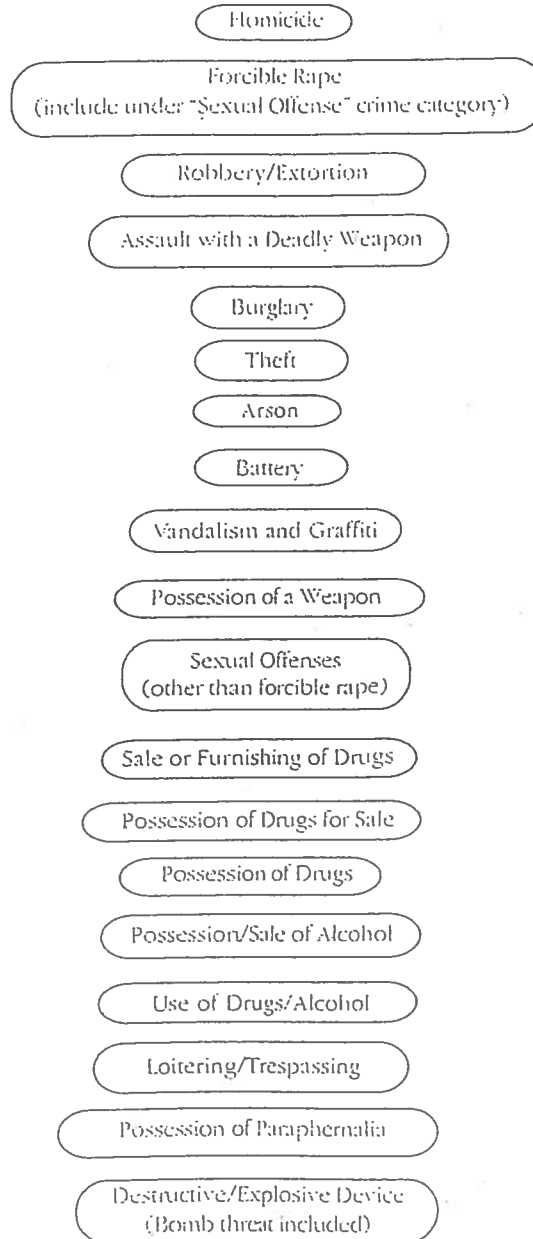 Homicide
Forcible Rape
(include under "Sexual Offense" crime category)
Robbery/Extortion
Assault with a Deadly Weapon
Burglary
Theft
Arson
Battery
Vandalism and Graffiti
Possession of a Weapon
Sexual Offenses
(other than forcible rape)
Sale or Furnishing of Drugs
Possession of Drugs for Sale
Possession of Drugs
Possession/Sale of Alcohol
Use of Drugs/Alcohol
Loitering/Trespassing
Possession of Paraphernalia
Destructive/Explosive Device
(Bomb threat included)